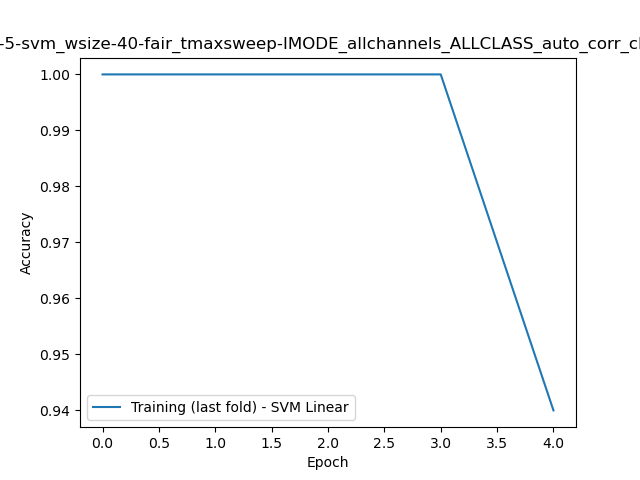 -5-svm_wsize-40-fair_tmaxsweep-IMODE_allchannels_ALLCLASS_auto_corr_cl
1.00
0.99
0.98
0.97
0.96
0.95
0.94
Accuracy
Training (last fold) - SVM Linear
0.0 0.5 1.0 1.5 2.0 2.5 3.0 3.5 4.0
Epoch